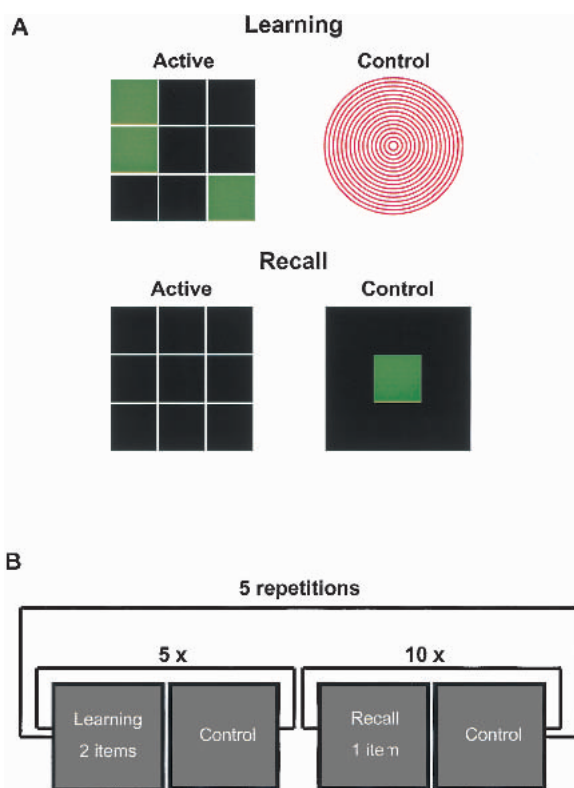 A
Learning
Active Control
Recall
Active Control
B
5 repetitions
5 x 10 x
Learning
2 items
Control
Recall
1 item
Control